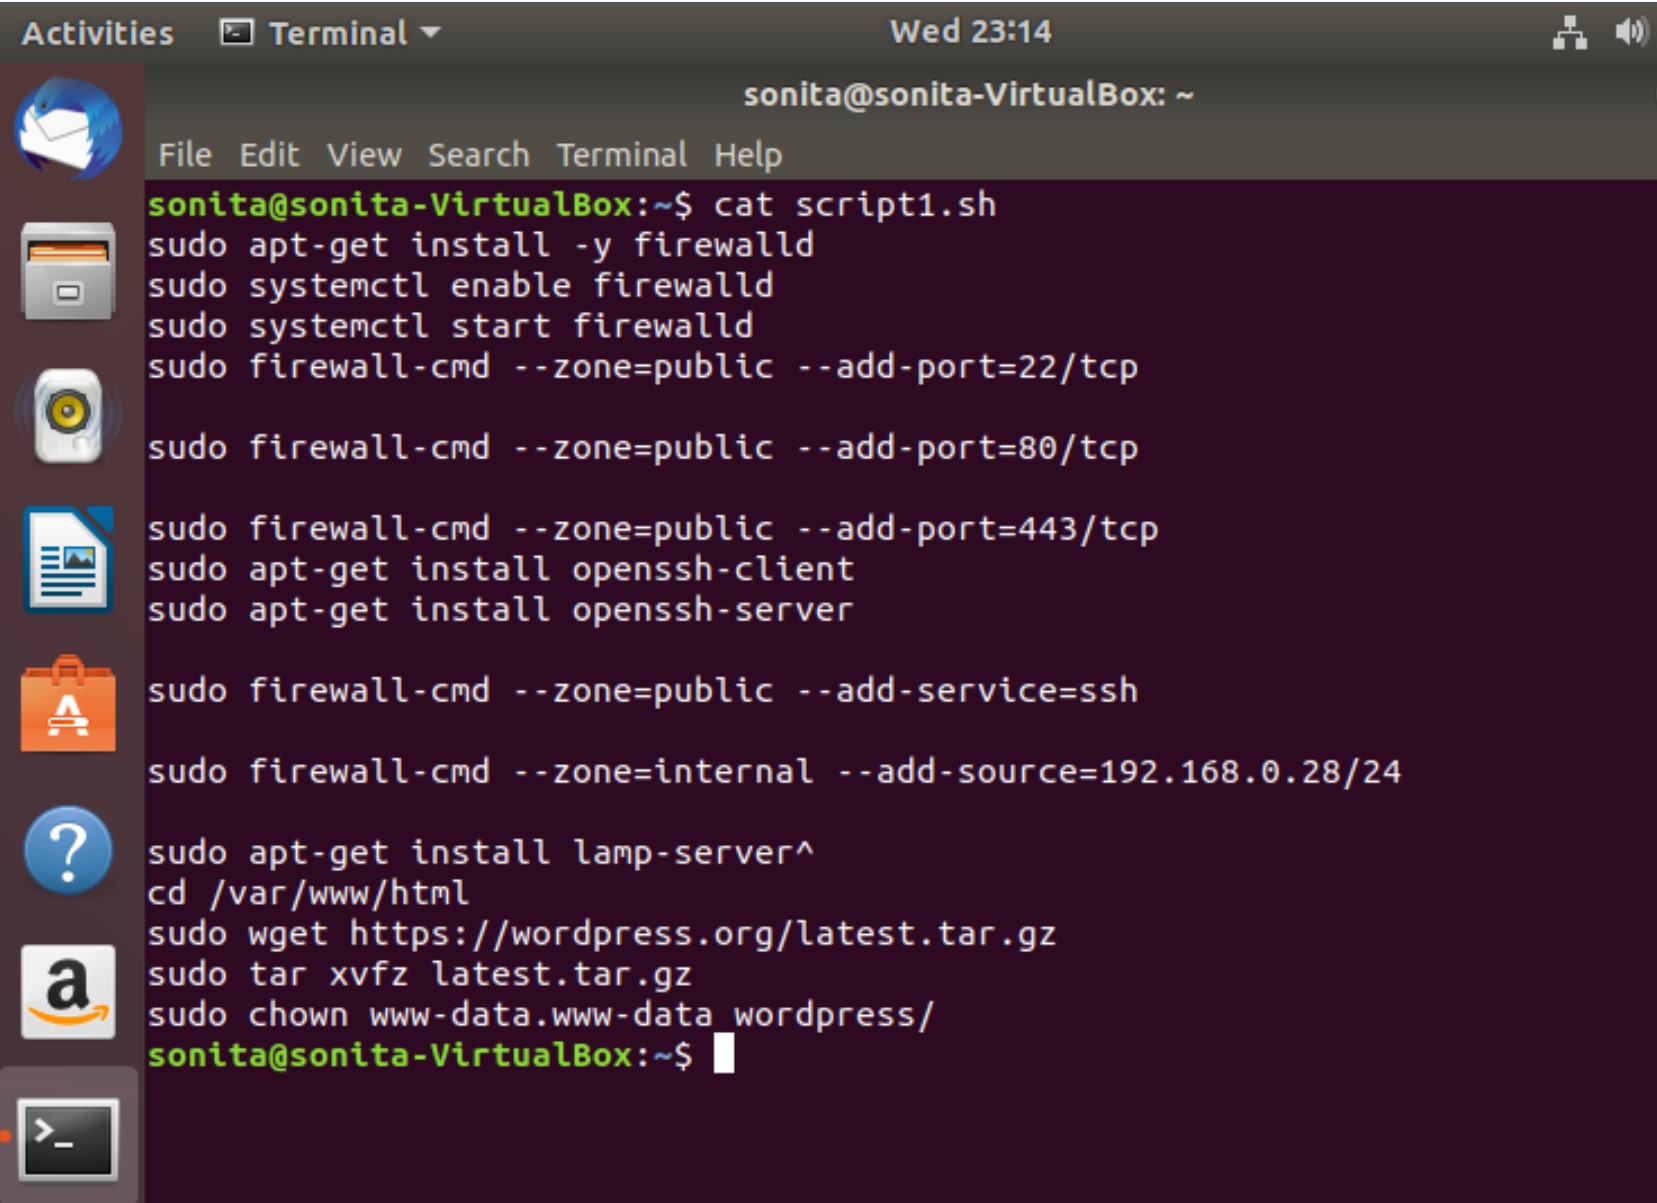 Activities Terminal Wed 23:14
sonita@sonita-VirtualBox: ~
File Edit View Search Terminal Help
sonita@sonita-VirtualBox:~$ cat script1.sh
sudo apt-get install -y firewalld
sudo systemctl enable firewalld
sudo systemctl start firewalld
sudo firewall-cmd --zone=public --add-port=22/tcp
sudo firewall-cmd --zone=public --add-port=80/tcp
sudo firewall-cmd --zone=public --add-port=443/tcp
sudo apt-get install openssh-client
sudo apt-get install openssh-server
sudo firewall-cmd --zone=public --add-service=ssh
sudo firewall-cmd --zone=internal --add-source=192.168.0.28/24
sudo apt-get install lamp-server^
cd /var/www/html
sudo wget https://wordpress.org/latest.tar.gz
sudo tar xvfz latest.tar.gz
sudo chown www-data.www-data wordpress/
sonita@sonita-VirtualBox:~$